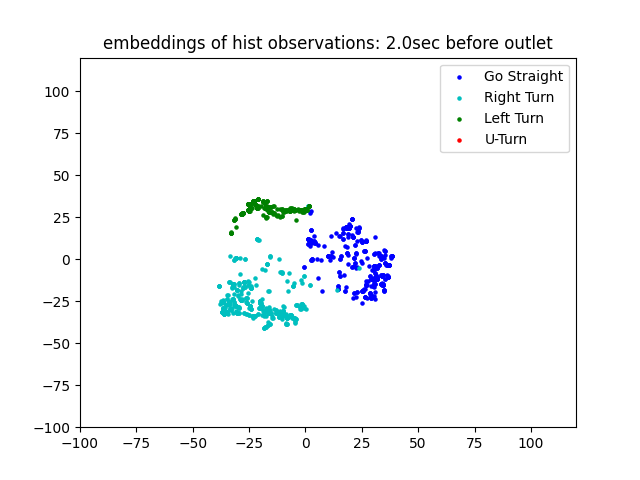 embeddings of hist observations: 2.0sec before outlet
Go Straight
Right Turn
Left Turn
U-Turn
100
75
50
25
0
−25
−50
−75
−100
−100 −75 −50 −25 0 25 50 75 100